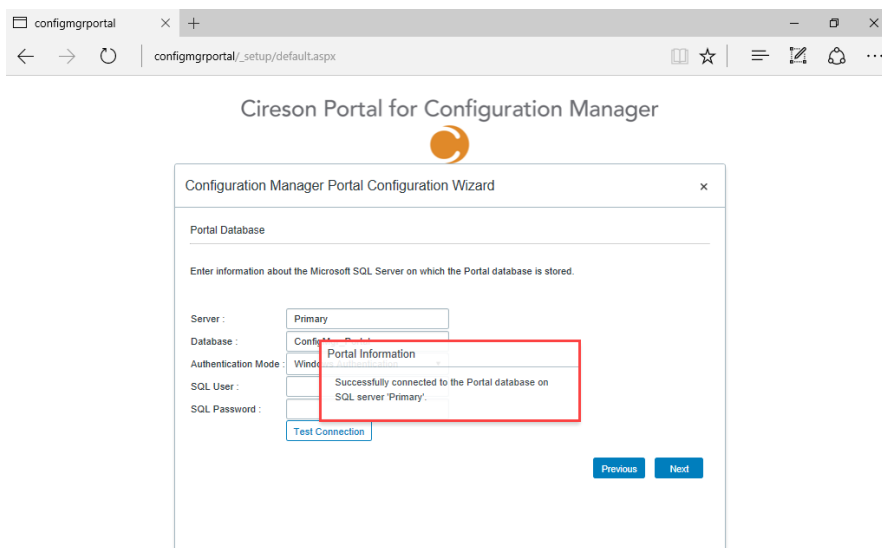 configmgrportal
configmgrportal/_setup/default.aspx
Cireson Portal for Configuration Manager
Configuration Manager Portal Configuration Wizard
Portal Database
Enter information about the Microsoft SQL Server on which the Portal database is stored.
Server : Primary
Database :
Authentication Mode : Windows Authentication
SQL User :
SQL Password :
Portal Information
Successfully connected to the Portal database on
SQL server 'Primary'.
Test Connection
Previous Next